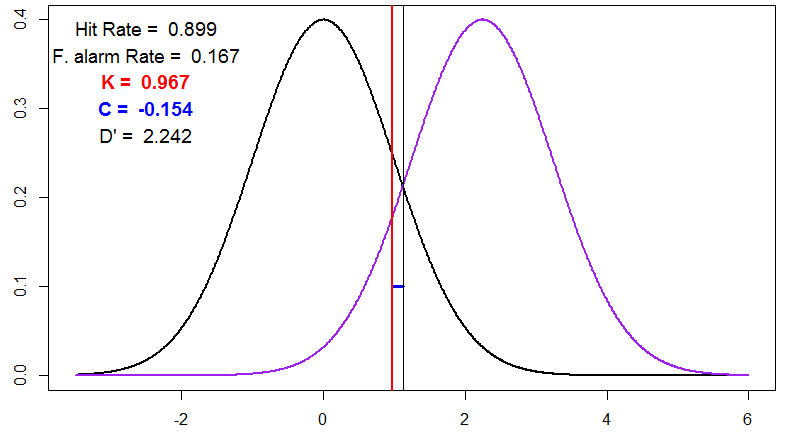 Hit Rate = 0.899
F. alarm Rate = 0.167
K = 0.967
C = -0.154
D' = 2.242
0.4
0.3
0.2
0.1
0.0
-2 0 2 4 6